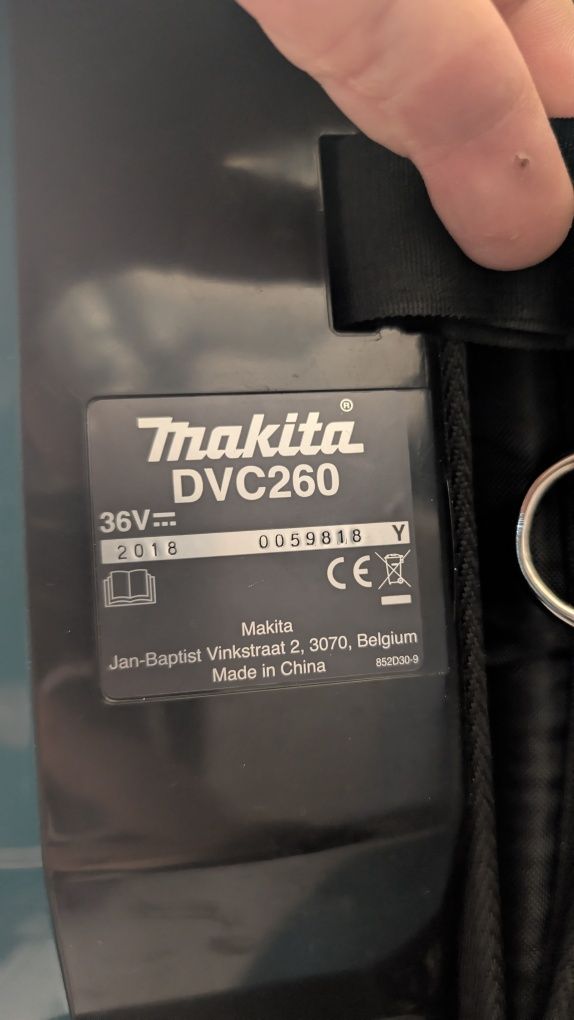 Makita®
DVC260
36V
2018 0059818 Y
CE
Makita
Jan-Baptist Vinkstraat 2, 3070, Belgium
Made in China 852D30-9